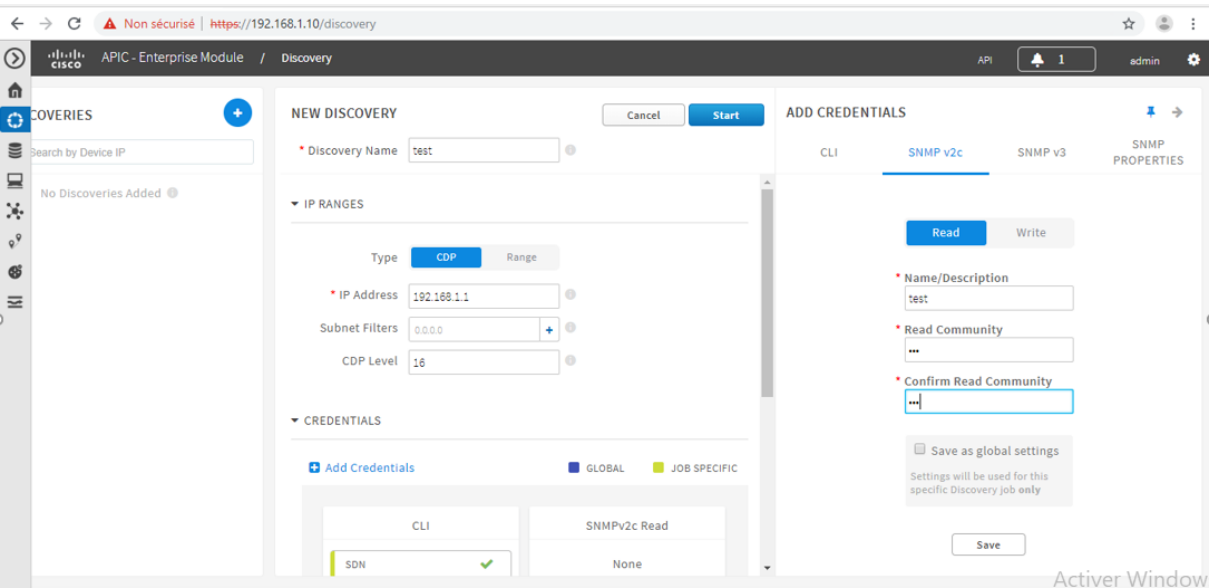 Non sécurisé | https://192.168.1.10/discovery
cisco APIC - Enterprise Module / Discovery API 1 admin
COVERIES
Search by Device IP
No Discoveries Added
NEW DISCOVERY Cancel Start
* Discovery Name test
IP RANGES
Type CDP Range
* IP Address 192.168.1.1
Subnet Filters 0.0.0.0 +
CDP Level 16
CREDENTIALS
Add Credentials GLOBAL JOB SPECIFIC
CLI SNMPv2c Read
SDN None
ADD CREDENTIALS
CLI SNMP v2c SNMP v3 SNMP
PROPERTIES
Read Write
* Name/Description
test
* Read Community
•••
* Confirm Read Community
•••
Save as global settings
Settings will be used for this
specific Discovery job only
Save
Activer Window